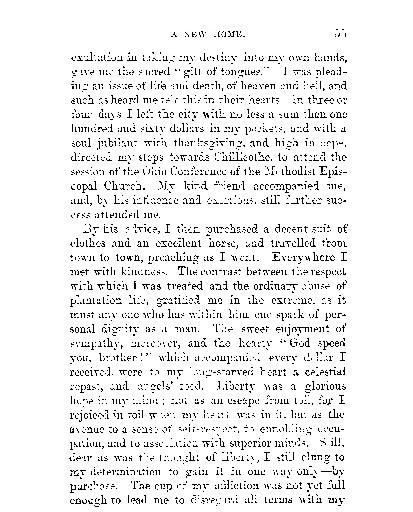 A NEW HOME. 55
exultation in taking my destiny into my own hands,
gave me the sacred "gift of tongues." I was plead-
ing an issue of life and death, of heaven and hell, and
such as heard me felt this in their hearts. In three or
four days I left the city with no less a sum than one
hundred and sixty dollars in my pockets, and with a
soul jubilant with thanksgiving, and high in hope,
directed my steps towards Chillicothe, to attend the
session of the Ohio Conference of the Methodist Epis-
copal Church. My kind friend accompanied me,
and, by his influence and exertions, still further suc-
cess attended me.
By his advice, I then purchased a decent suit of
clothes and an excellent horse, and travelled from
town to town, preaching as I went. Everywhere I
met with kindness. The contrast between the respect
with which I was treated and the ordinary abuse of
plantation life, gratified me in the extreme, as it
must any one who has within him one spark of per-
sonal dignity as a man. The sweet enjoyment of
sympathy, moreover, and the hearty "God speed
you, brother!" which accompanied every dollar I
received, were to my long-starved heart a celestial
repast, and angels' food. Liberty was a glorious
hope in my mind; not as an escape from toil, for I
rejoiced in toil when my heart was in it, but as the
avenue to a sense of self-respect, to ennobling occu-
pation, and to association with superior minds. Still,
dear as was the thought of liberty, I still clung to
my determination to gain it in one way only—by
purchase. The cup of my affliction was not yet full
enough to lead me to disregard all terms with my